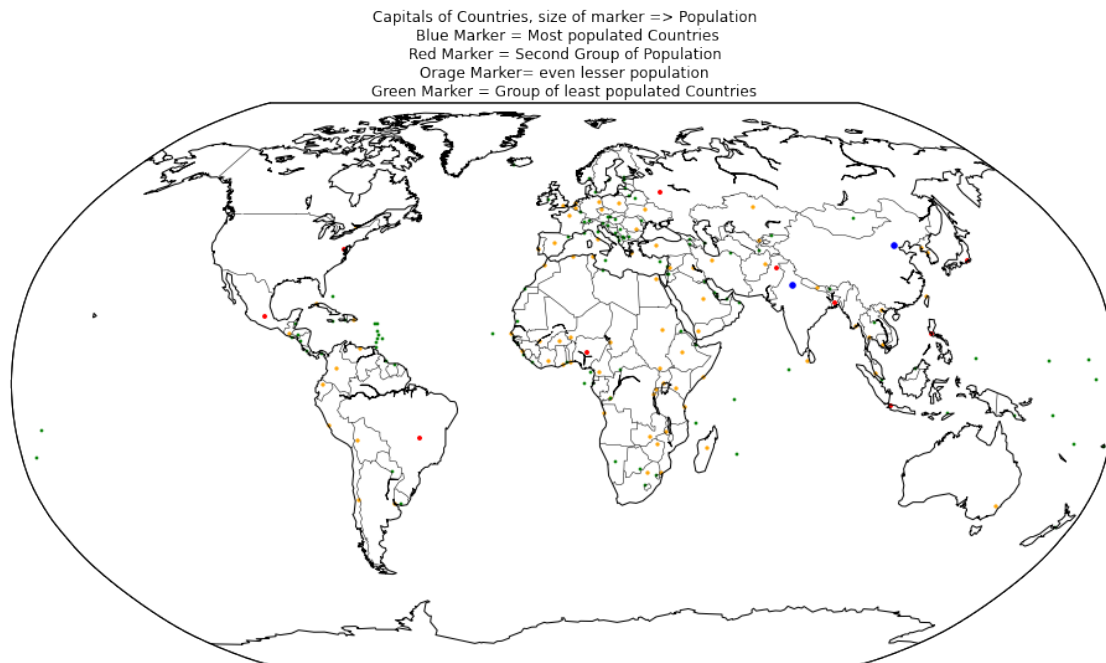 Capitals of Countries, size of marker => Population
Blue Marker = Most populated Countries
Red Marker = Second Group of Population
Orage Marker= even lesser population
Green Marker = Group of least populated Countries